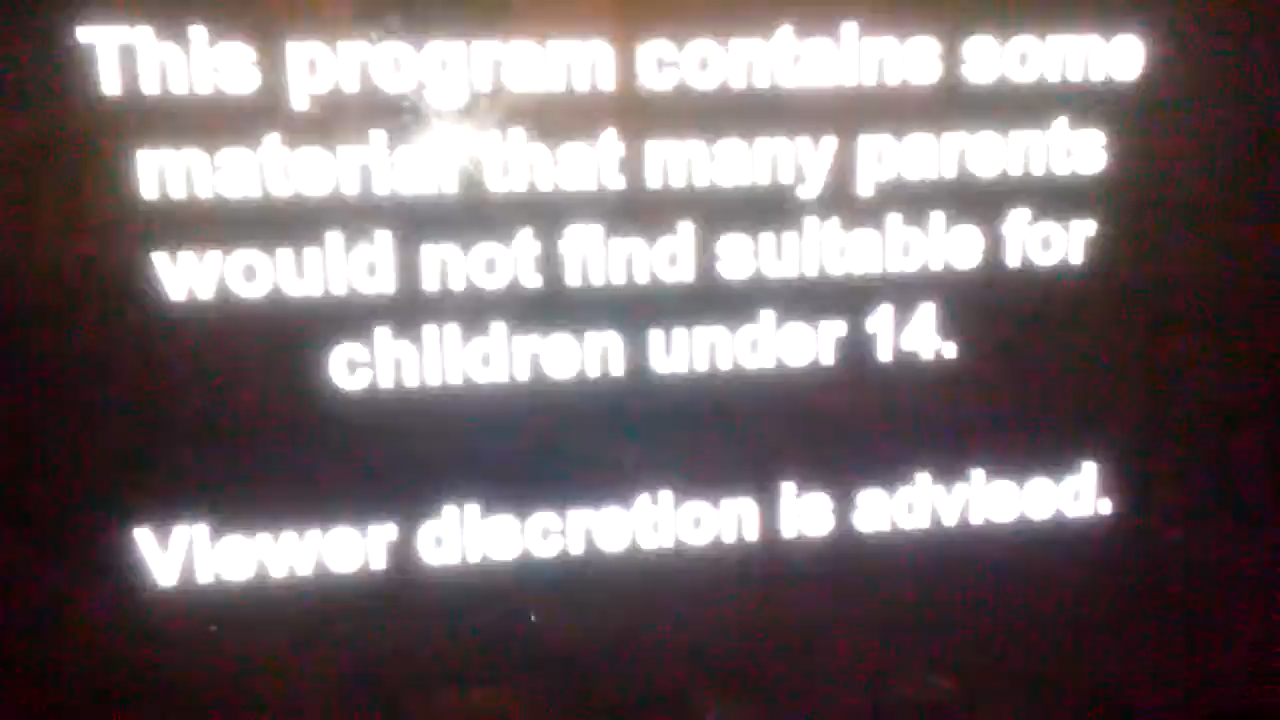 This program contains some
material that many parents
would not find suitable for
children under 14.
Viewer discretion is advised.